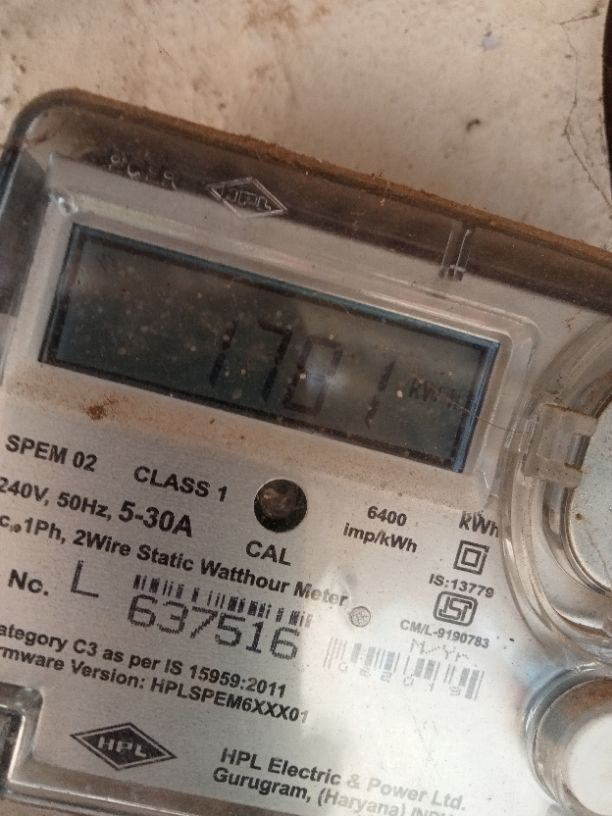 HPL
kWh
SPEM 02
CLASS 1
240V, 50Hz, 5-30A
CAL
6400
imp/kWh
kWh
1Ph, 2Wire Static Watthour Meter
IS:13779
No. L
637516
CM/L-9190783
ategory C3 as per IS 15959:2011
rmware Version: HPLSPEM6XXX01
HPL
HPL Electric & Power Ltd.
Gurugram, (Haryana)